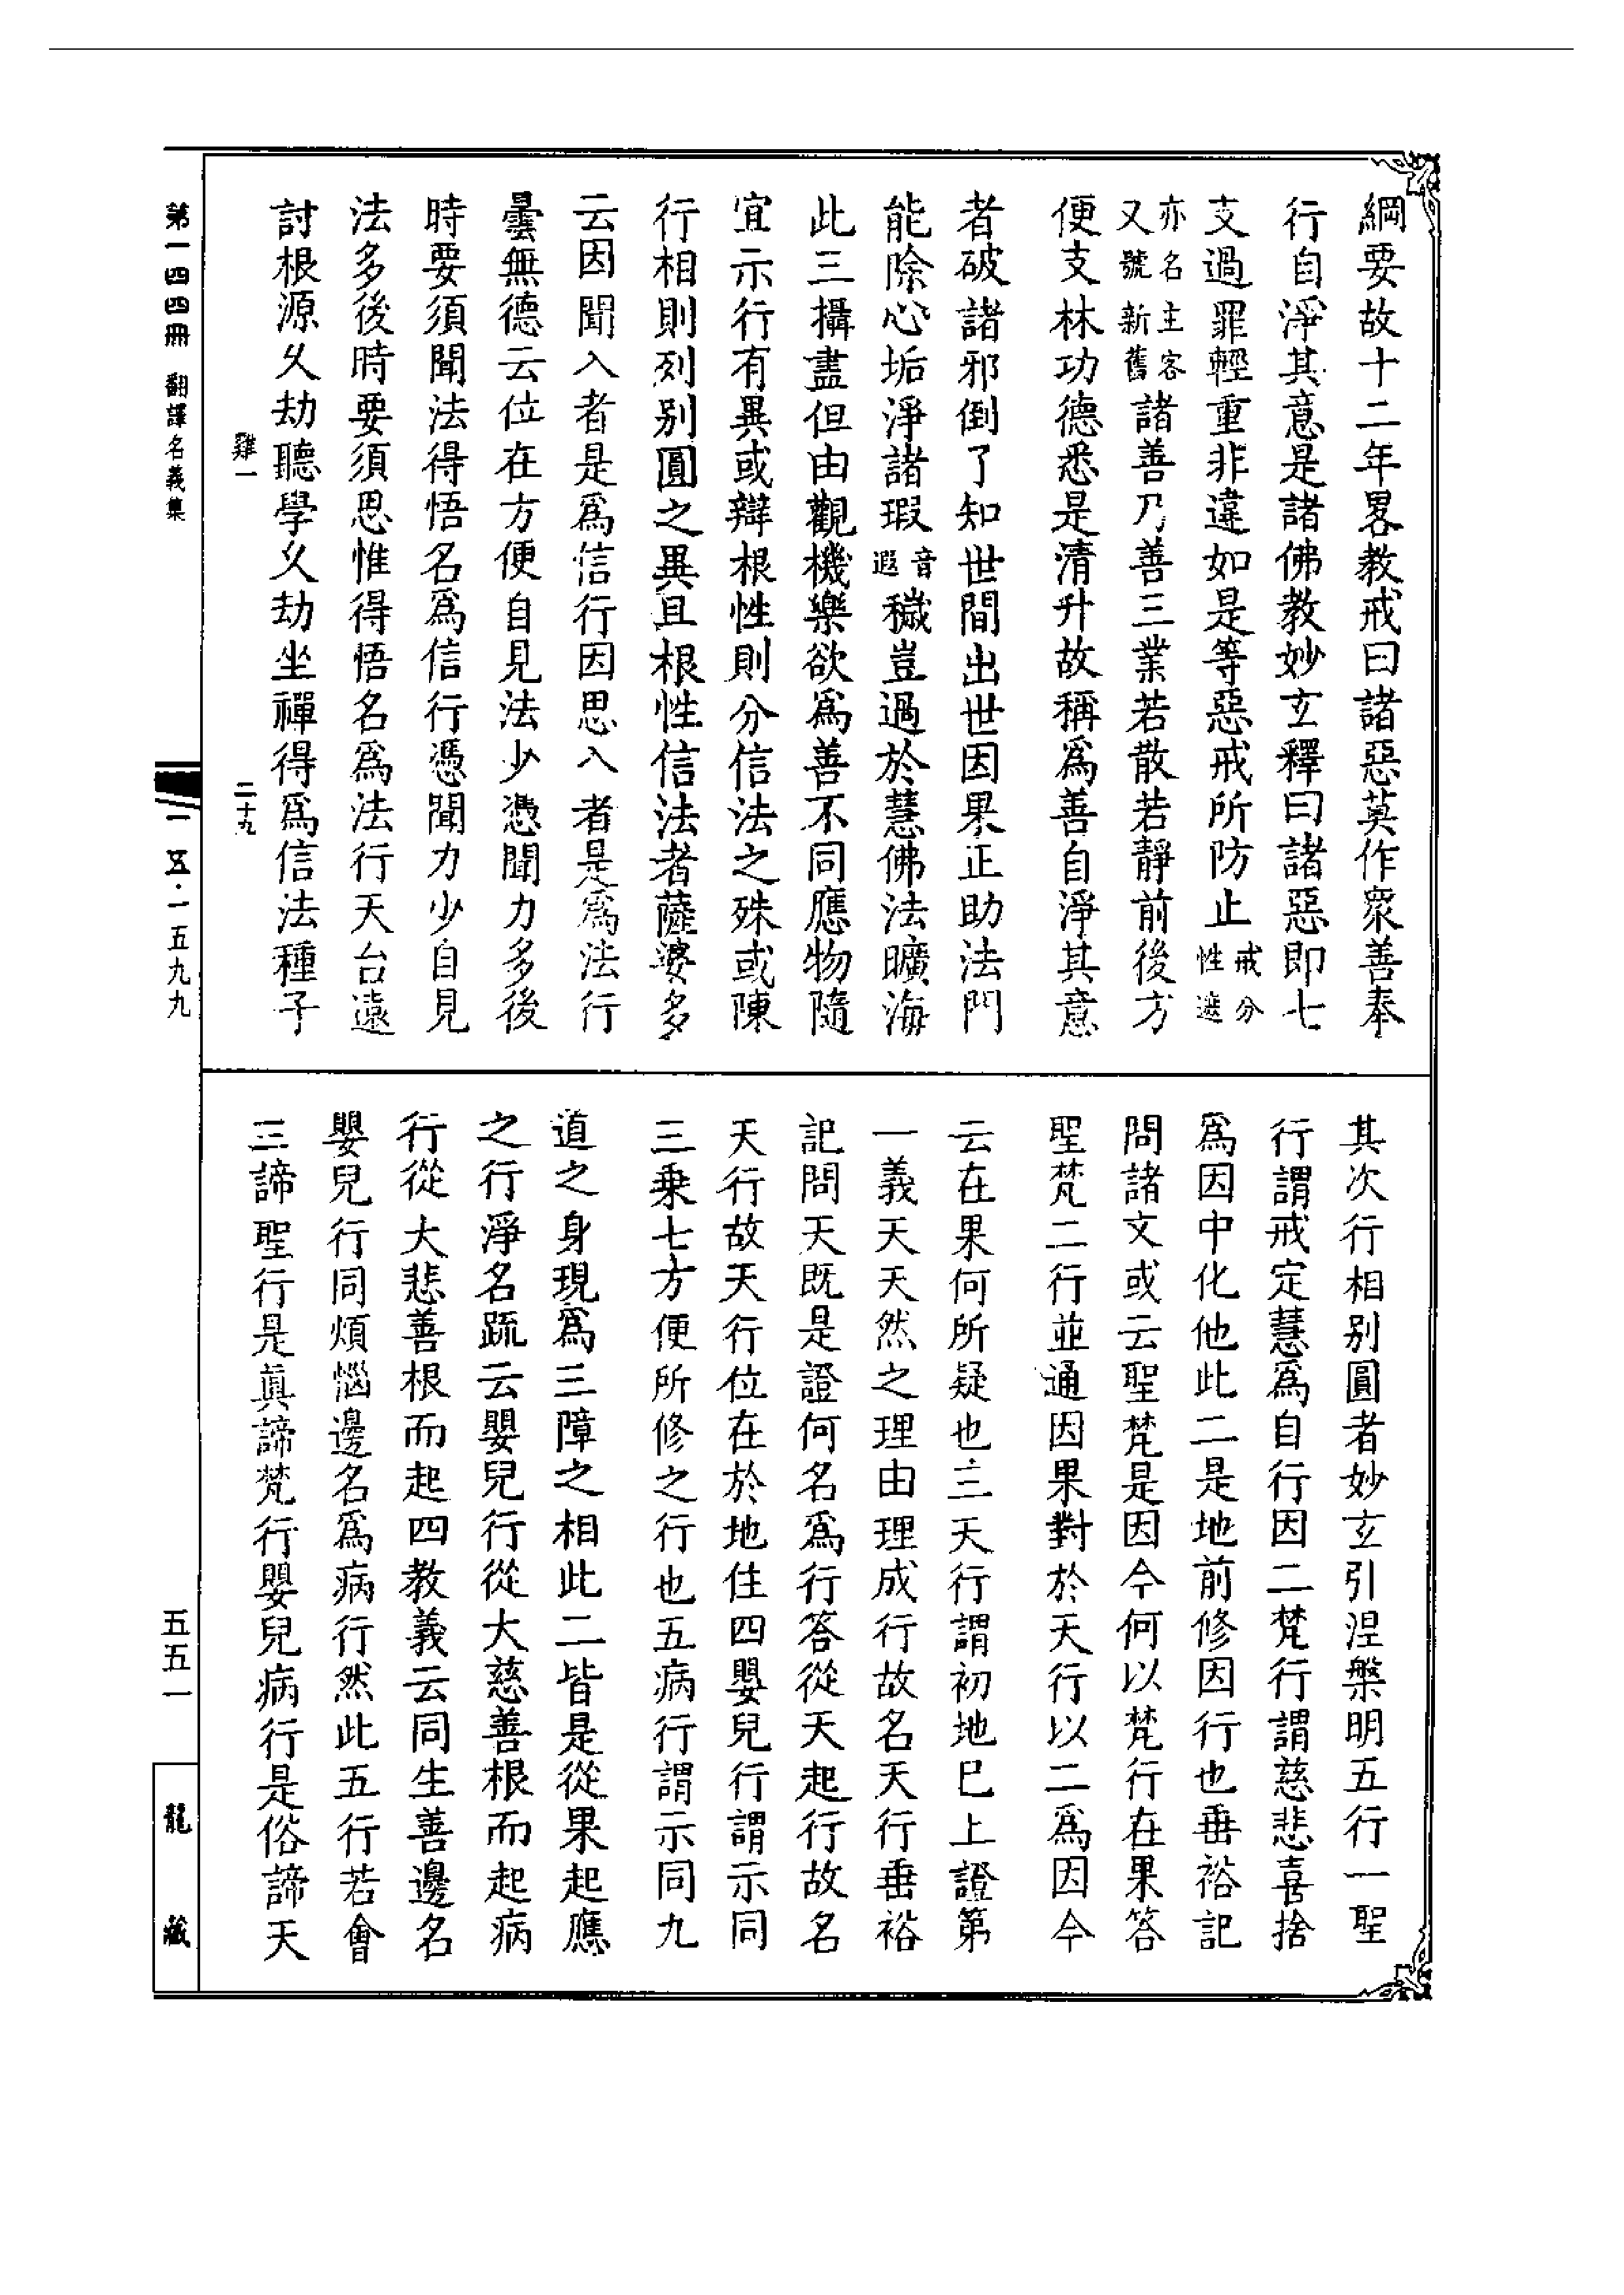 綱要故十二年畧教戒曰諸惡莫作衆善奉
行自淨其意是諸佛教妙玄釋曰諸惡即七
支過罪輕重非違如是等惡戒所防止戒分性遮
亦名主客又號新舊諸善乃善三業若散若靜前後方
便支林功德悉是清升故稱爲善自淨其意
者破諸邪倒了知世間出世因果正助法門
能除心垢淨諸瑕音遐穢豈過於慧佛法曠海
此三攝盡但由觀機樂欲爲善不同應物隨
宜示行有異或辯根性則分信法之殊或陳
行相則列别圓之異且根性信法者薩婆多
云因聞入者是爲信行因思入者是爲法行
曇無德云位在方便自見法少憑聞力多後
時要須聞法得悟名爲信行憑聞力少自見
法多後時要須思惟得悟名爲法行天台遠
討根源乆劫聽學乆劫坐禪得爲信法種子
其次行相别圓者妙玄引涅槃明五行一聖
行謂戒定慧爲自行因二梵行謂慈悲喜捨
爲因中化他此二是地前修因行也垂裕記
問諸文或云聖梵是因今何以梵行在果答
聖梵二行並通因果對於天行以二爲因今
云在果何所疑也三天行謂初地巳上證第
一義天天然之理由理成行故名天行垂裕
記問天既是證何名爲行答從天起行故名
天行故天行位在於地住四嬰兒行謂示同
三乗七方便所修之行也五病行謂示同九
道之身現爲三障之相此二皆是從果起應
之行淨名疏云嬰兒行從大慈善根而起病
行從大悲善根而起四教義云同生善邊名
嬰兒行同煩惱邊名爲病行然此五行若會
三諦聖行是真諦梵行嬰兒病行是俗諦天
雞一
二十九
第一四四冊 翻譯名義集
一五·一五九九
五五一
龍藏